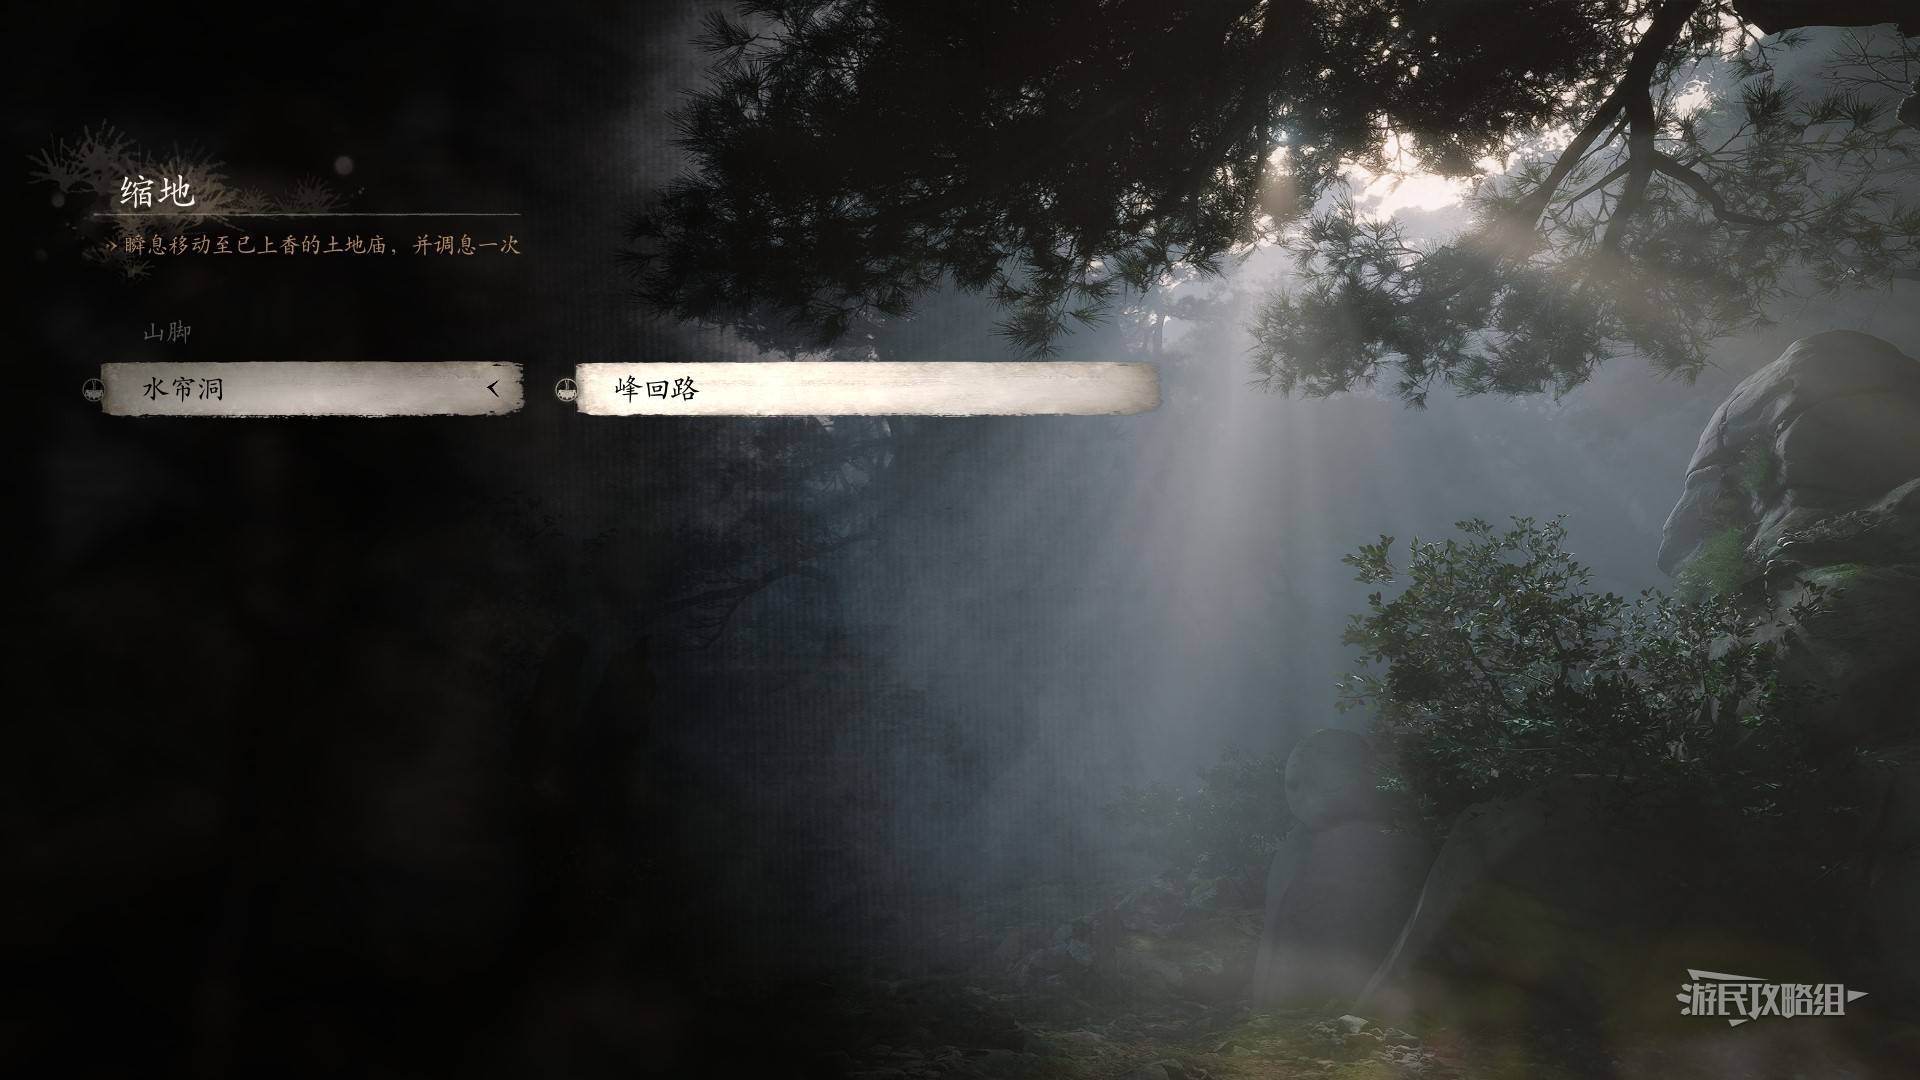 缩地
瞬息移动至已上香的土地庙，并调息一次
山脚
水帘洞
峰回路
游民攻略组